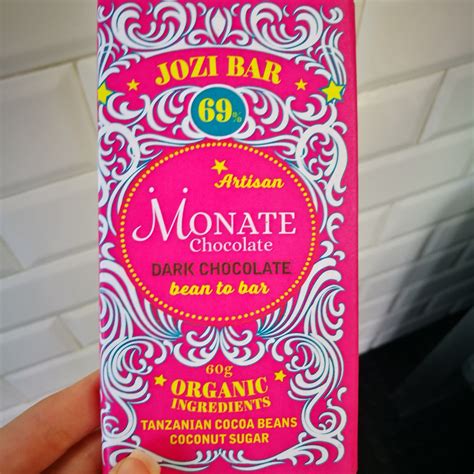 JOZI BAR
69%
Artisan
MONATE
Chocolate
DARK CHOCOLATE
bean to bar
60g
ORGANIC
INGREDIENTS
TANZANIAN COCOA BEANS
COCONUT SUGAR